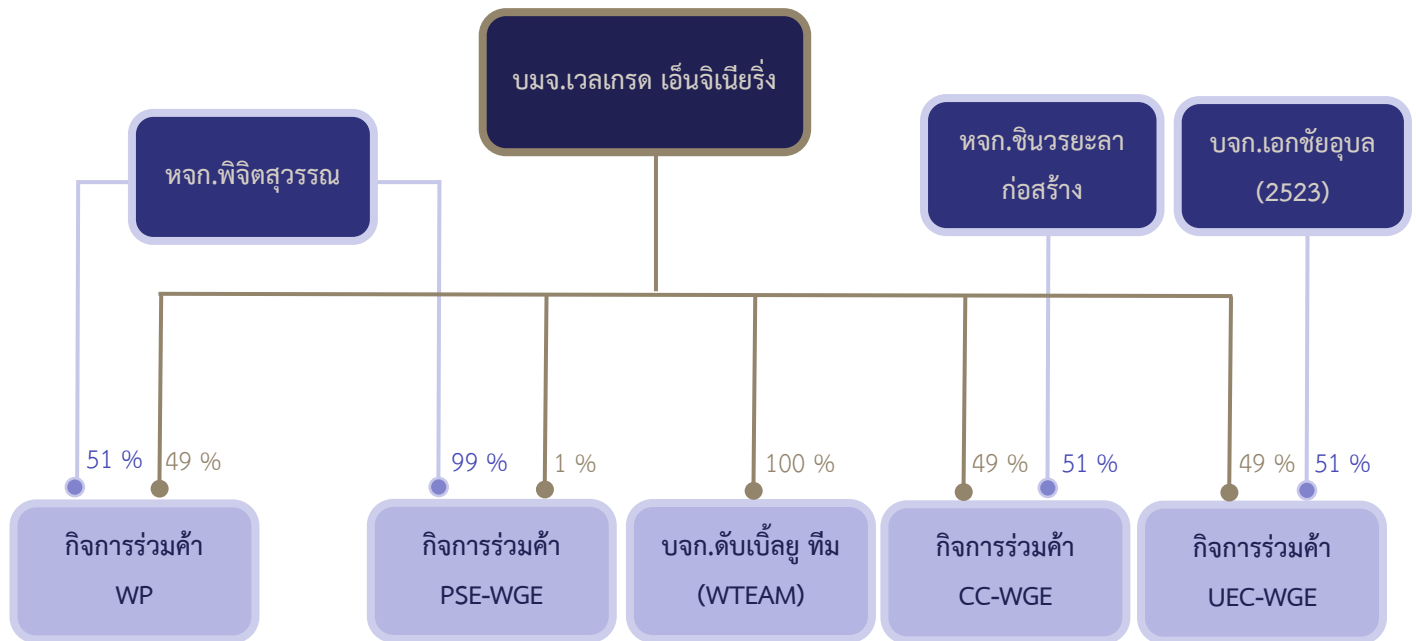 บมจ.เวลเกรด เอ็นจิเนียริ่ง
หจก.พิจิตสุวรรณ
หจก.ชินวรยะลา
ก่อสร้าง
บจก.เอกชัยอุบล
(2523)
51 %
49 %
99 %
1 %
100 %
49 %
51 %
49 %
51 %
กิจการร่วมค้า
WP
กิจการร่วมค้า
PSE-WGE
บจก.ดับเบิ้ลยู ทีม
(WTEAM)
กิจการร่วมค้า
CC-WGE
กิจการร่วมค้า
UEC-WGE